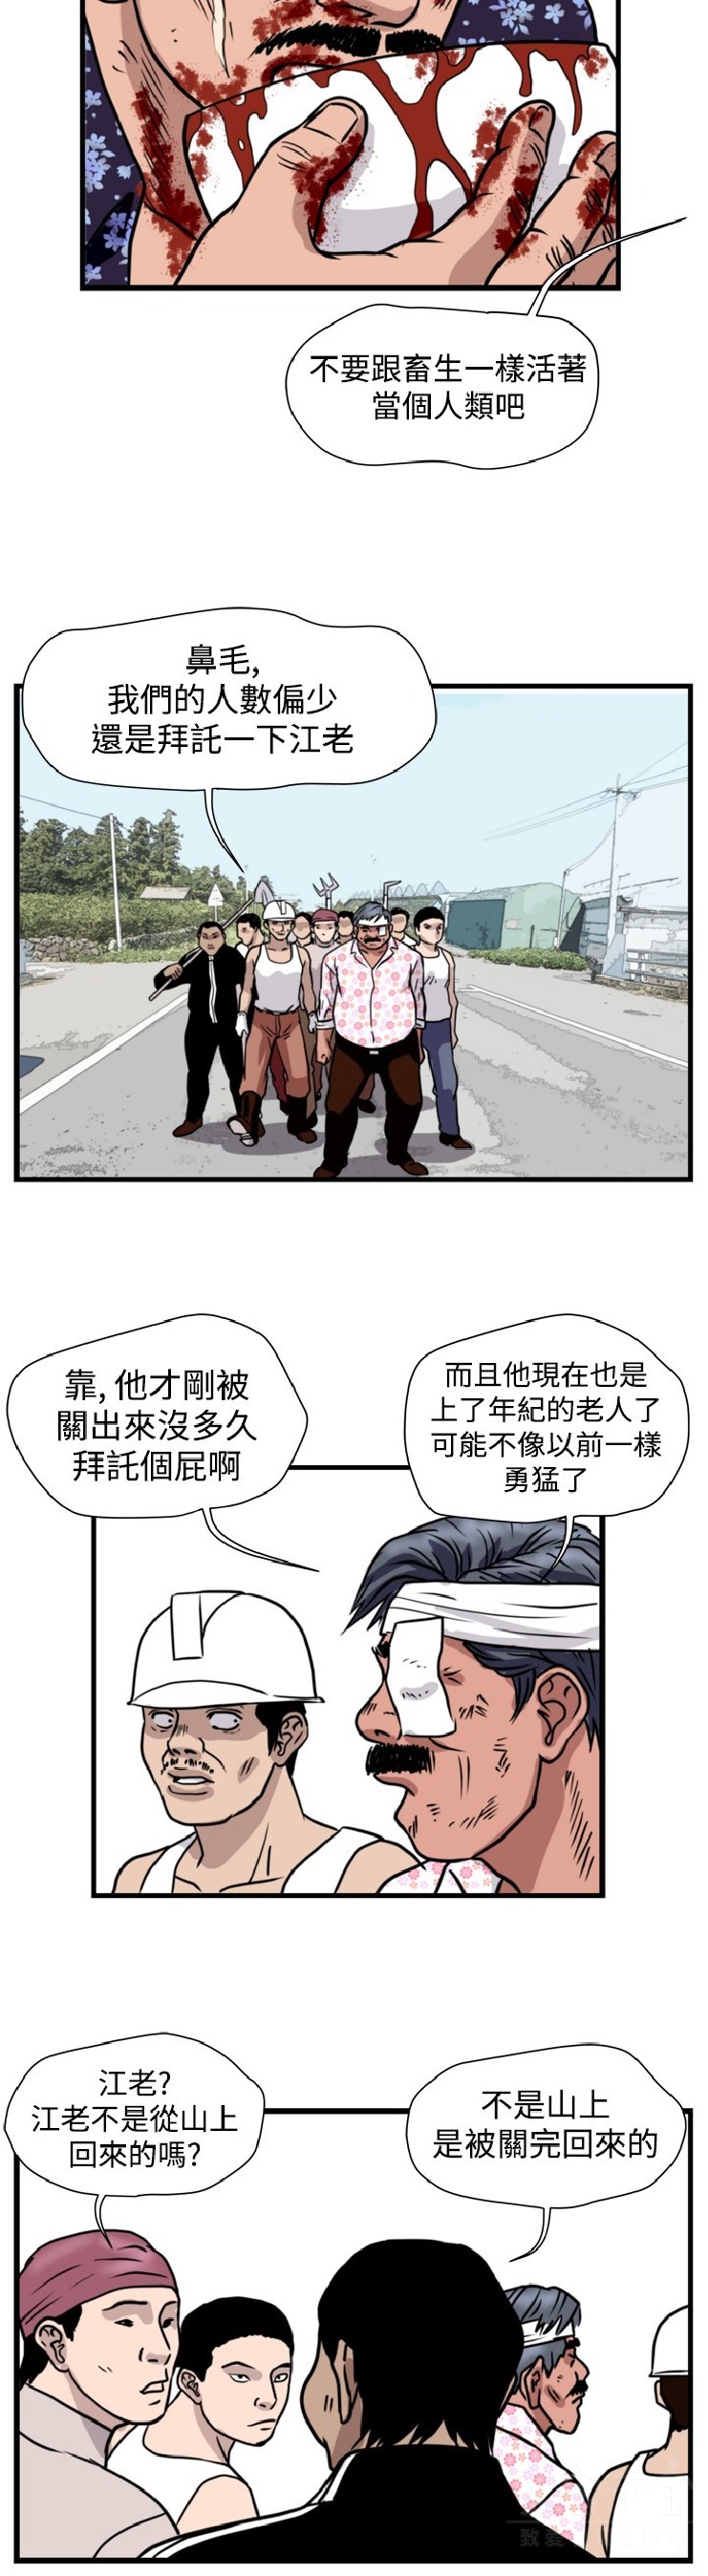 不要跟畜生一樣活著
當個人類吧
鼻毛,
我們的人數偏少
還是拜託一下江老
靠, 他才剛被
關出來沒多久
拜託個屁啊
而且他現在也是
上了年紀的老人了
可能不像以前一樣
勇猛了
江老?
江老不是從山上
回來的嗎?
不是山上
是被關完回來的
致愛